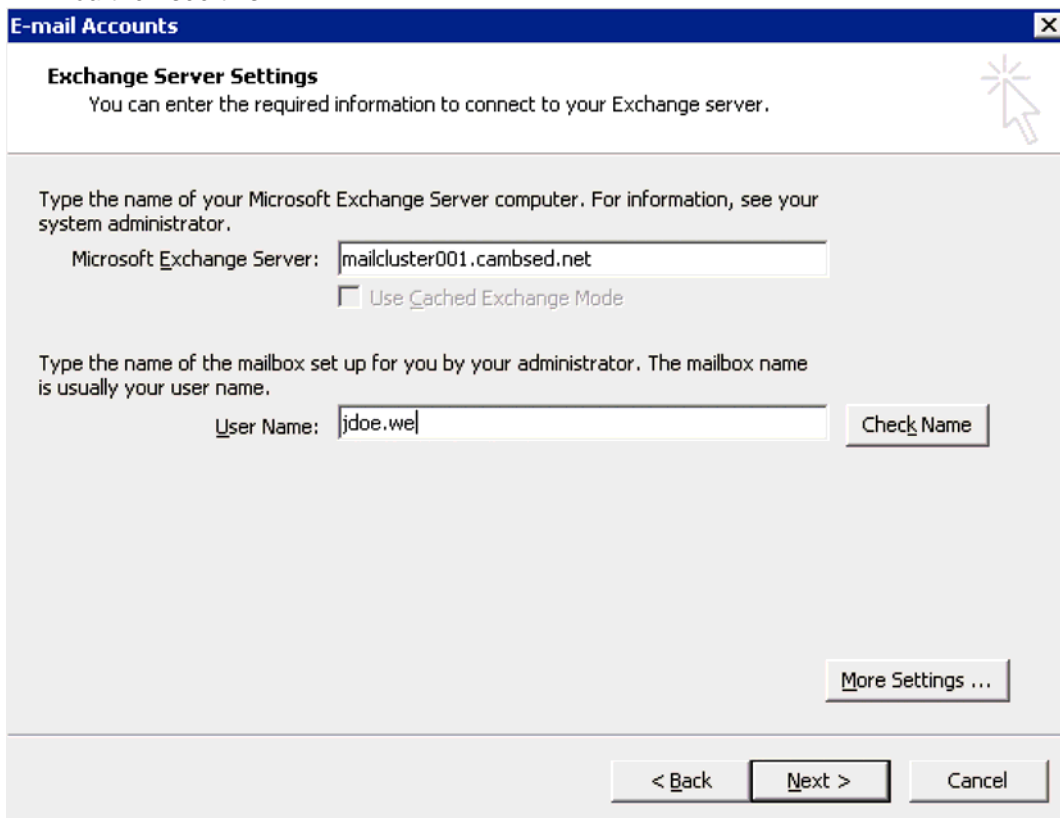 E-mail Accounts
Exchange Server Settings
You can enter the required information to connect to your Exchange server.
Type the name of your Microsoft Exchange Server computer. For information, see your
system administrator.
Microsoft Exchange Server: mailcluster001.cambsed.net
Use Cached Exchange Mode
Type the name of the mailbox set up for you by your administrator. The mailbox name
is usually your user name.
User Name: jdoe.we Check Name
More Settings ...
< Back Next > Cancel